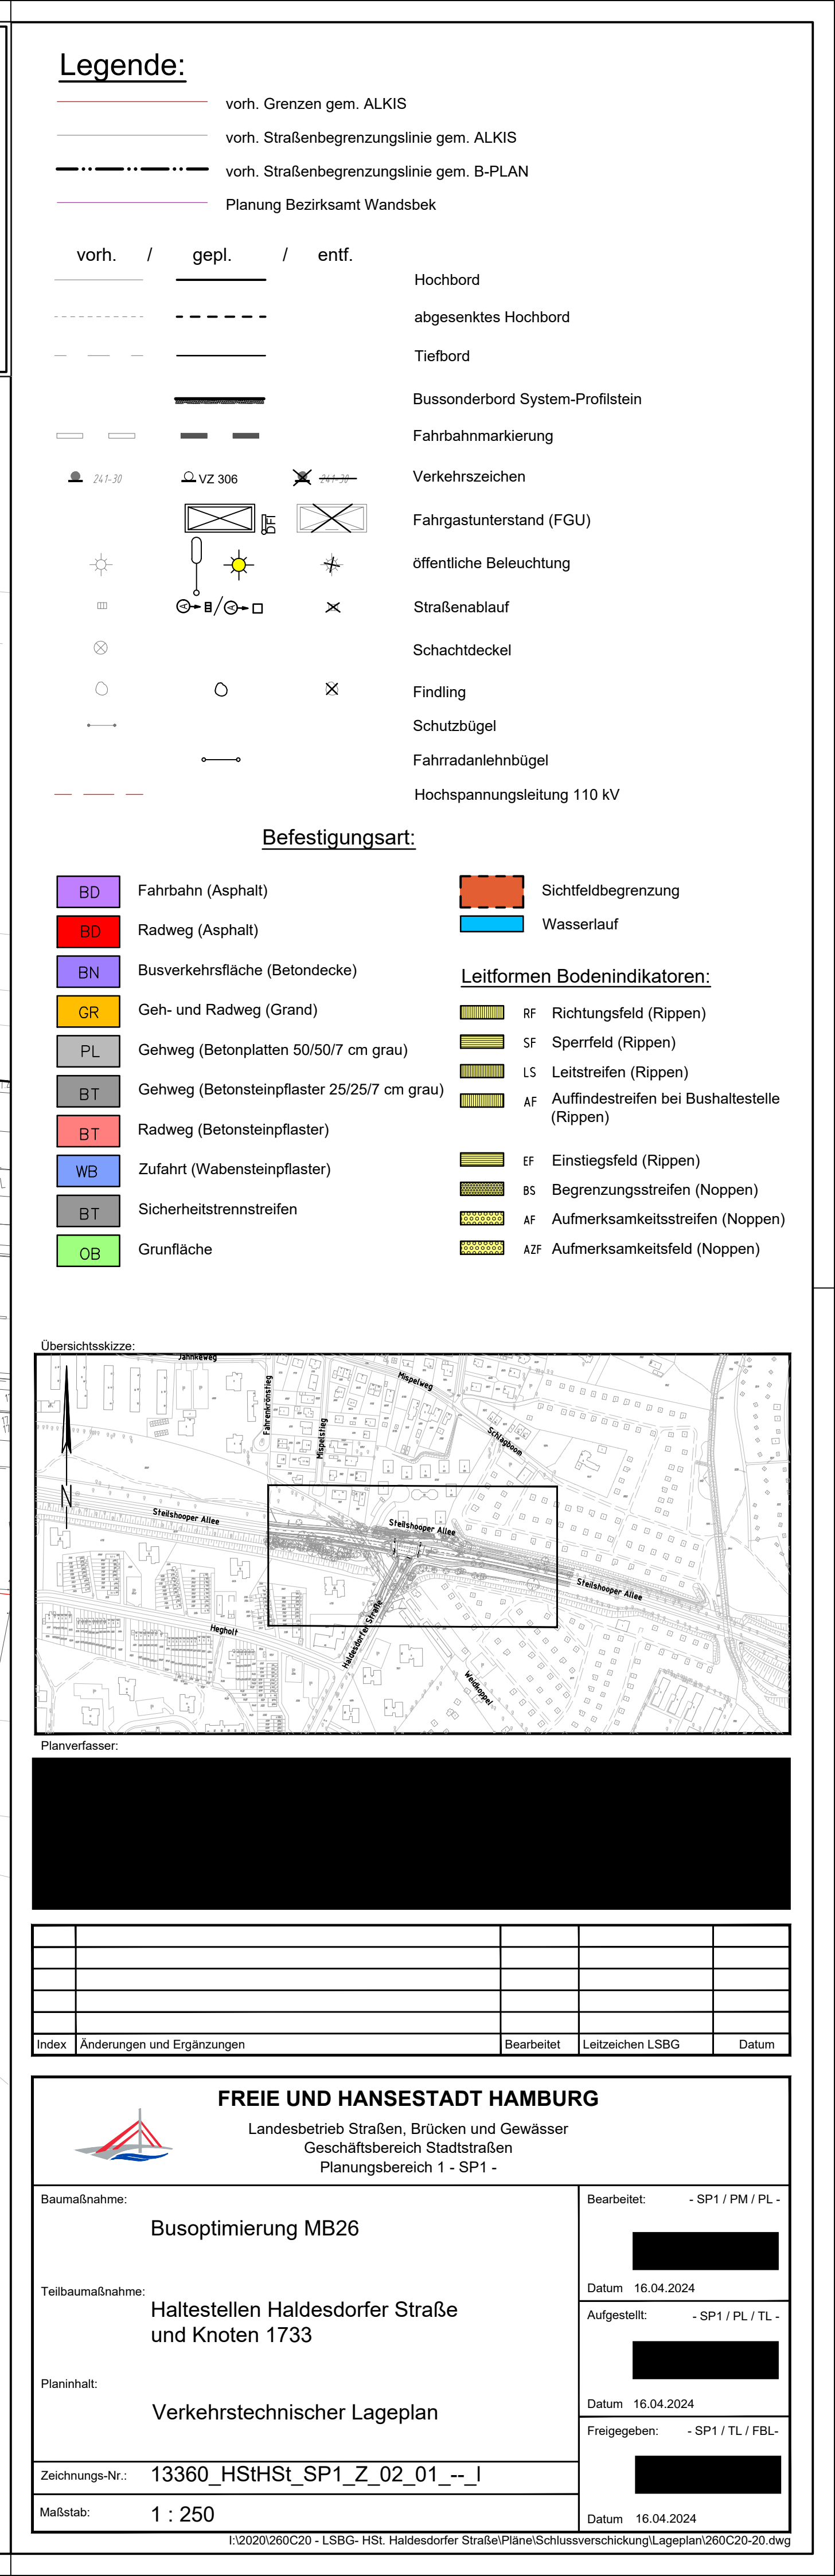 Legende:
vorh. Grenzen gem. ALKIS
vorh. Straßenbegrenzungslinie gem. ALKIS
vorh. Straßenbegrenzungslinie gem. B-PLAN
Planung Bezirksamt Wandsbek
vorh. / gepl. / entf.
Hochbord
abgesenktes Hochbord
Tiefbord
Bussonderbord System-Profilstein
Fahrbahnmarkierung
241-30 VZ 306 241-30 Verkehrszeichen
DFI Fahrgastunterstand (FGU)
öffentliche Beleuchtung
A / A Straßenablauf
Schachtdeckel
Findling
Schutzbügel
Fahrradanlehnbügel
Hochspannungsleitung 110 kV
Befestigungsart:
BD Fahrbahn (Asphalt)
BD Radweg (Asphalt)
BN Busverkehrsfläche (Betondecke)
GR Geh- und Radweg (Grand)
PL Gehweg (Betonplatten 50/50/7 cm grau)
BT Gehweg (Betonsteinpflaster 25/25/7 cm grau)
BT Radweg (Betonsteinpflaster)
WB Zufahrt (Wabensteinpflaster)
BT Sicherheitstrennstreifen
OB Grunfläche
Sichtfeldbegrenzung
Wasserlauf
Leitformen Bodenindikatoren:
RF Richtungsfeld (Rippen)
SF Sperrfeld (Rippen)
LS Leitstreifen (Rippen)
AF Auffindestreifen bei Bushaltestelle
(Rippen)
EF Einstiegsfeld (Rippen)
BS Begrenzungsstreifen (Noppen)
AF Aufmerksamkeitsstreifen (Noppen)
AZF Aufmerksamkeitsfeld (Noppen)
Übersichtsskizze:
Jahnkeweg
Fahrenkrönstieg
Mispelstieg
Mispelweg
Schlagboom
N
Steilshooper Allee
Steilshooper Allee
Steilshooper Allee
Hegholt
Haldesdorfer Straße
Weidkoppel
Planverfasser:
Index Änderungen und Ergänzungen Bearbeitet Leitzeichen LSBG Datum
FREIE UND HANSESTADT HAMBURG
Landesbetrieb Straßen, Brücken und Gewässer
Geschäftsbereich Stadtstraßen
Planungsbereich 1 - SP1 -
Baumaßnahme:
Busoptimierung MB26
Teilbaumaßnahme:
Haltestellen Haldesdorfer Straße
und Knoten 1733
Planinhalt:
Verkehrstechnischer Lageplan
Zeichnungs-Nr.: 13360_HStHSt_SP1_Z_02_01_--_l
Maßstab: 1 : 250
Bearbeitet: - SP1 / PM / PL -
Datum 16.04.2024
Aufgestellt: - SP1 / PL / TL -
Datum 16.04.2024
Freigegeben: - SP1 / TL / FBL-
Datum 16.04.2024
I:\2020\260C20 - LSBG- HSt. Haldesdorfer Straße\Pläne\Schlussverschickung\Lageplan\260C20-20.dwg